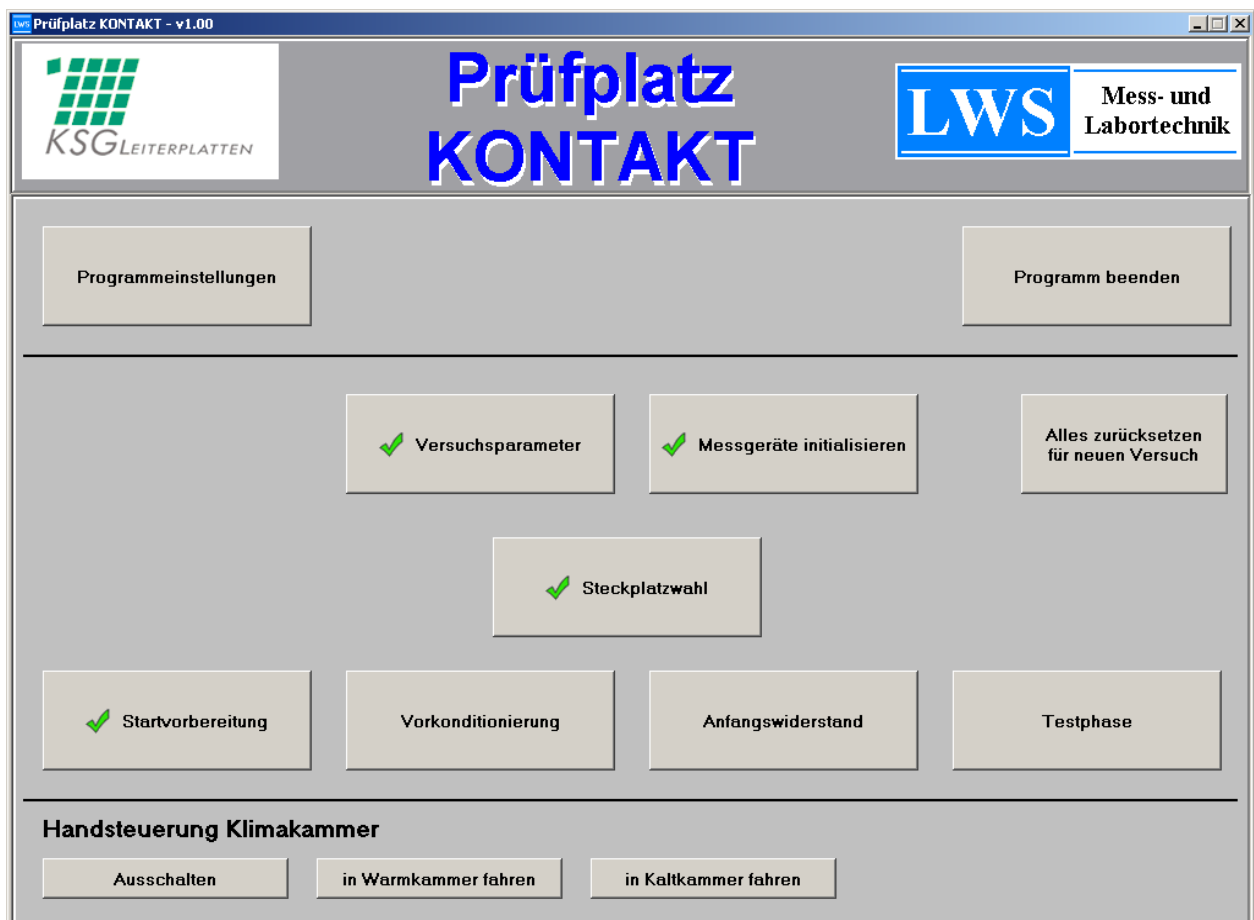 LWS Prüfplatz KONTAKT - v1.00
KSG LEITERPLATTEN
Prüfplatz
KONTAKT
LWS
Mess- und
Labortechnik
Programmeinstellungen
Programm beenden
Versuchsparameter
Messgeräte initialisieren
Alles zurücksetzen
für neuen Versuch
Steckplatzwahl
Startvorbereitung
Vorkonditionierung
Anfangswiderstand
Testphase
Handsteuerung Klimakammer
Ausschalten
in Warmkammer fahren
in Kaltkammer fahren